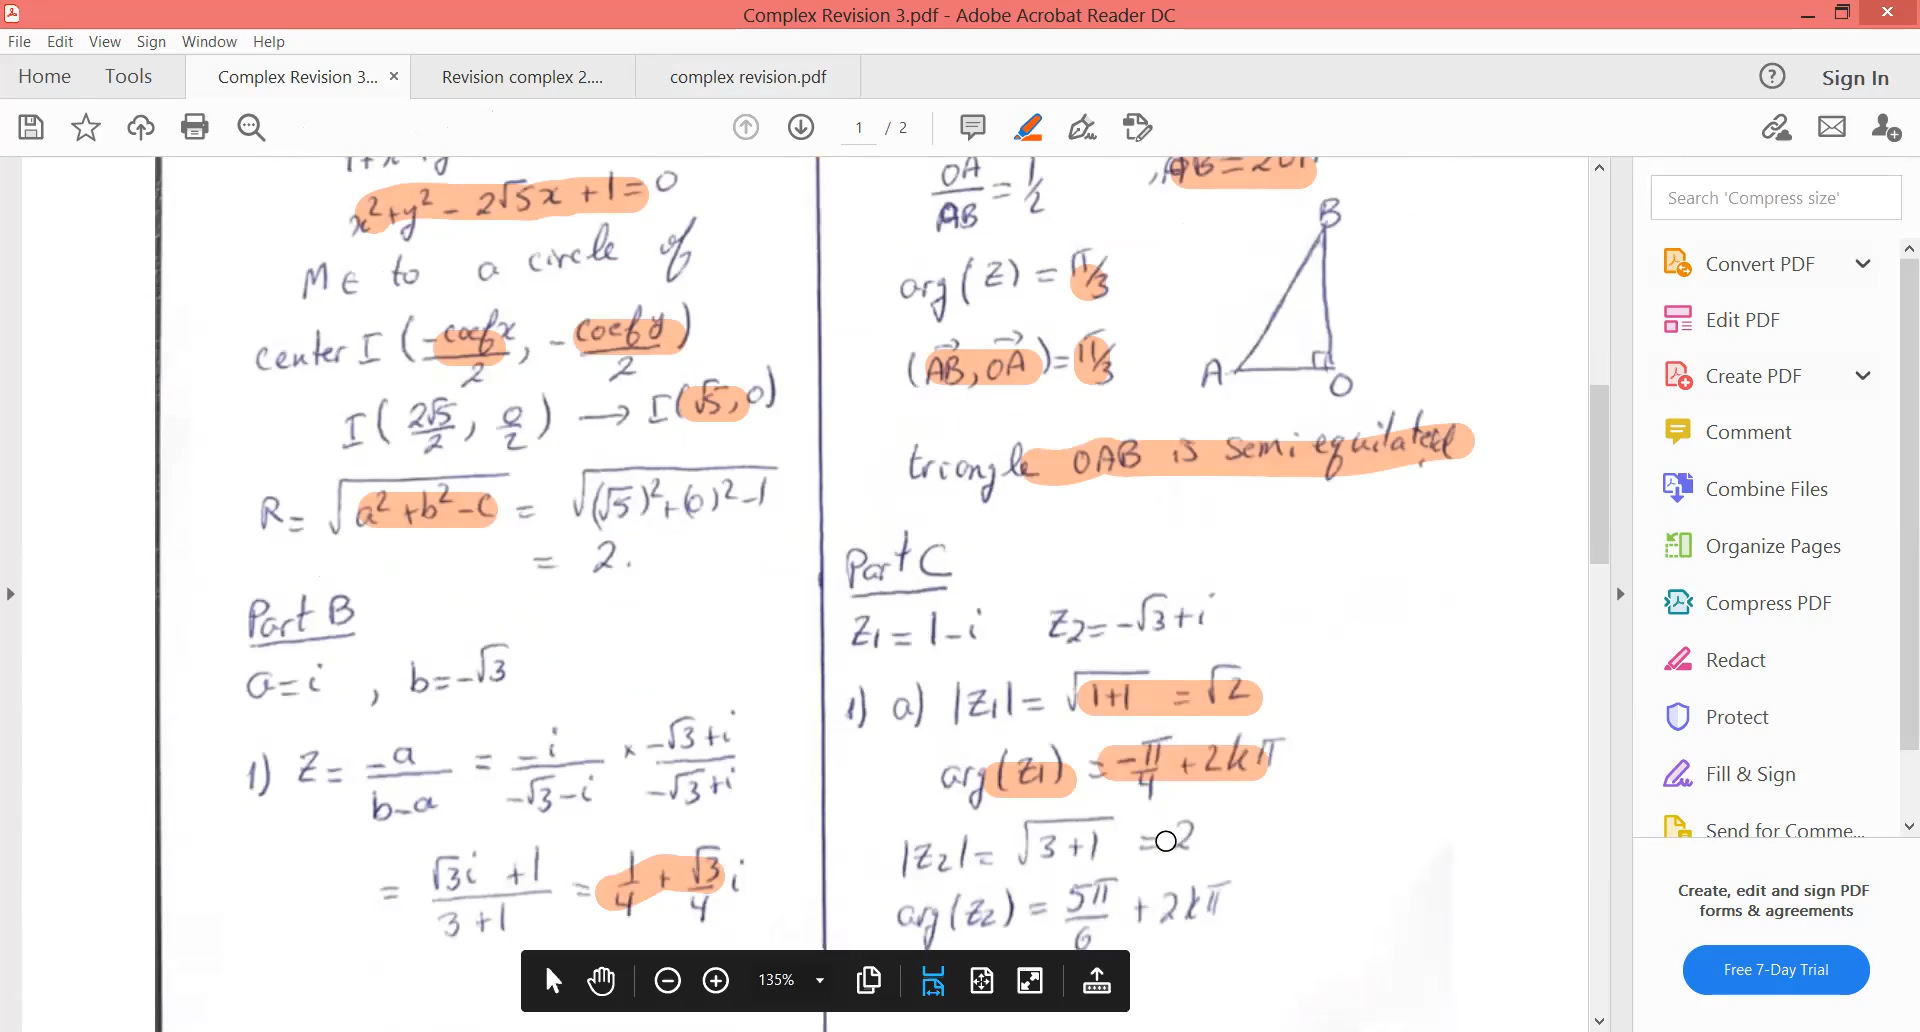 Complex Revision 3.pdf - Adobe Acrobat Reader DC
File Edit View Sign Window Help
Home Tools Complex Revision 3... × Revision complex 2.... complex revision.pdf Sign In
1 / 2
x²+y² - 2√5x +1=0
M ∈ to a circle of
center I (-coefx/2, -coefy/2)
I(2√5/2, 0/2) → I(√5,0)
R= √(a²+b²-c) = √((√5)²+(0)²-1)
= 2.
Part B
a=i , b=-√3
1) Z= -a/(b-a) = -i/(-√3-i) × (-√3+i)/(-√3+i)
= (√3i +1)/(3+1) = 1/4 + √3/4 i
OA/AB = 1/2 , AB=2OA
B
arg(Z) = π/3
(AB, OA)= π/3
A O
triangle OAB is semi equilateral
Part C
Z1= 1-i Z2= -√3+i
1) a) |Z1|= √(1+1) = √2
arg(Z1) = -π/4 +2kπ
|Z2|= √(3+1) =2
arg(Z2) = 5π/6 +2kπ
135%
Search 'Compress size'
Convert PDF
Edit PDF
Create PDF
Comment
Combine Files
Organize Pages
Compress PDF
Redact
Protect
Fill & Sign
Send for Comme...
Create, edit and sign PDF
forms & agreements
Free 7-Day Trial